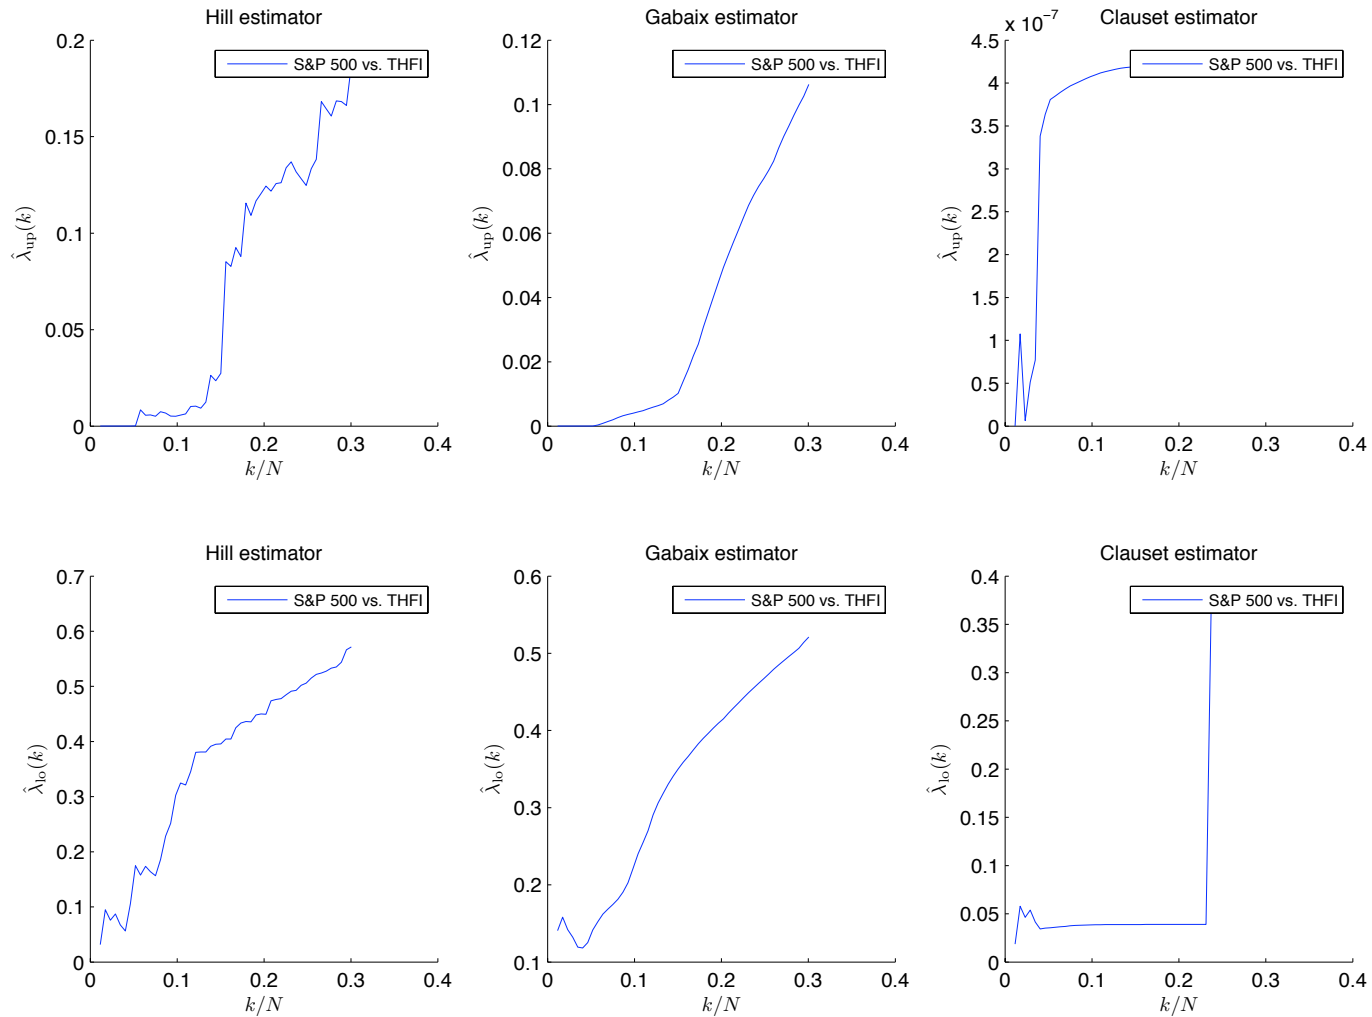 Hill estimator
0.2
0.15
0.1
0.05
0
0 0.1 0.2 0.3 0.4
λ̂up(k)
k/N
S&P 500 vs. THFI
Gabaix estimator
0.12
0.1
0.08
0.06
0.04
0.02
0
0 0.1 0.2 0.3 0.4
λ̂up(k)
k/N
S&P 500 vs. THFI
Clauset estimator
x 10⁻⁷
4.5
4
3.5
3
2.5
2
1.5
1
0.5
0
0 0.1 0.2 0.3 0.4
λ̂up(k)
k/N
S&P 500 vs. THFI
Hill estimator
0.7
0.6
0.5
0.4
0.3
0.2
0.1
0
0 0.1 0.2 0.3 0.4
λ̂lo(k)
k/N
S&P 500 vs. THFI
Gabaix estimator
0.6
0.5
0.4
0.3
0.2
0.1
0 0.1 0.2 0.3 0.4
λ̂lo(k)
k/N
S&P 500 vs. THFI
Clauset estimator
0.4
0.35
0.3
0.25
0.2
0.15
0.1
0.05
0
0 0.1 0.2 0.3 0.4
λ̂lo(k)
k/N
S&P 500 vs. THFI